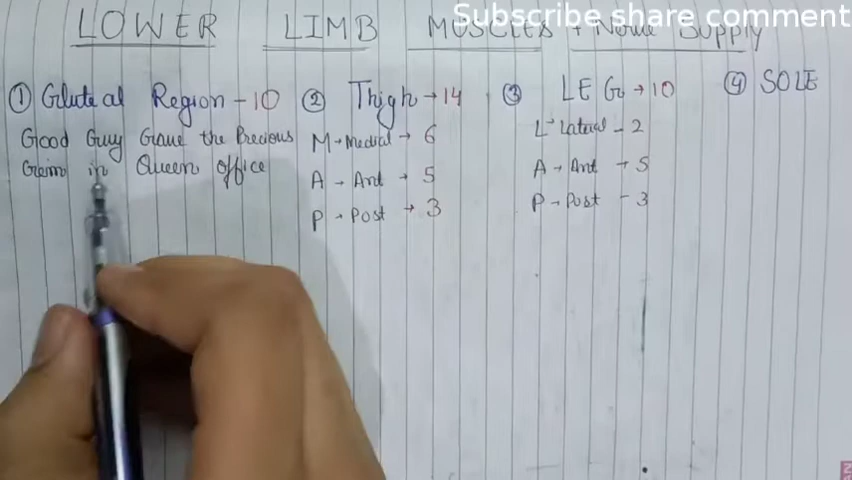 Subscribe share comment
LOWER LIMB MUSCLES + Nerve Supply
① Gluteal Region - 10
Good Guy Gave the Precious
Gem in Queen office
② Thigh → 14
M → Medial → 6
A → Ant → 5
P → Post → 3
③ LEG → 10
L → Lateral - 2
A → Ant → 5
P → Post - 3
④ SOLE